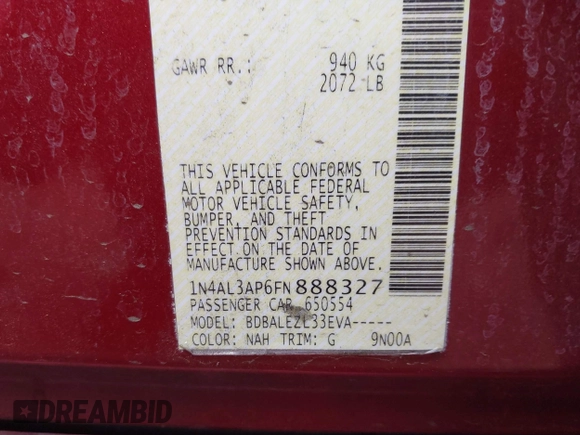 GAWR RR.: 940 KG
2072 LB
THIS VEHICLE CONFORMS TO
ALL APPLICABLE FEDERAL
MOTOR VEHICLE SAFETY,
BUMPER, AND THEFT
PREVENTION STANDARDS IN
EFFECT ON THE DATE OF
MANUFACTURE SHOWN ABOVE.
1N4AL3AP6FN888327
PASSENGER CAR 650554
MODEL: BDBALEZL33EVA-----
COLOR: NAH TRIM: G 9N00A
DREAMBID